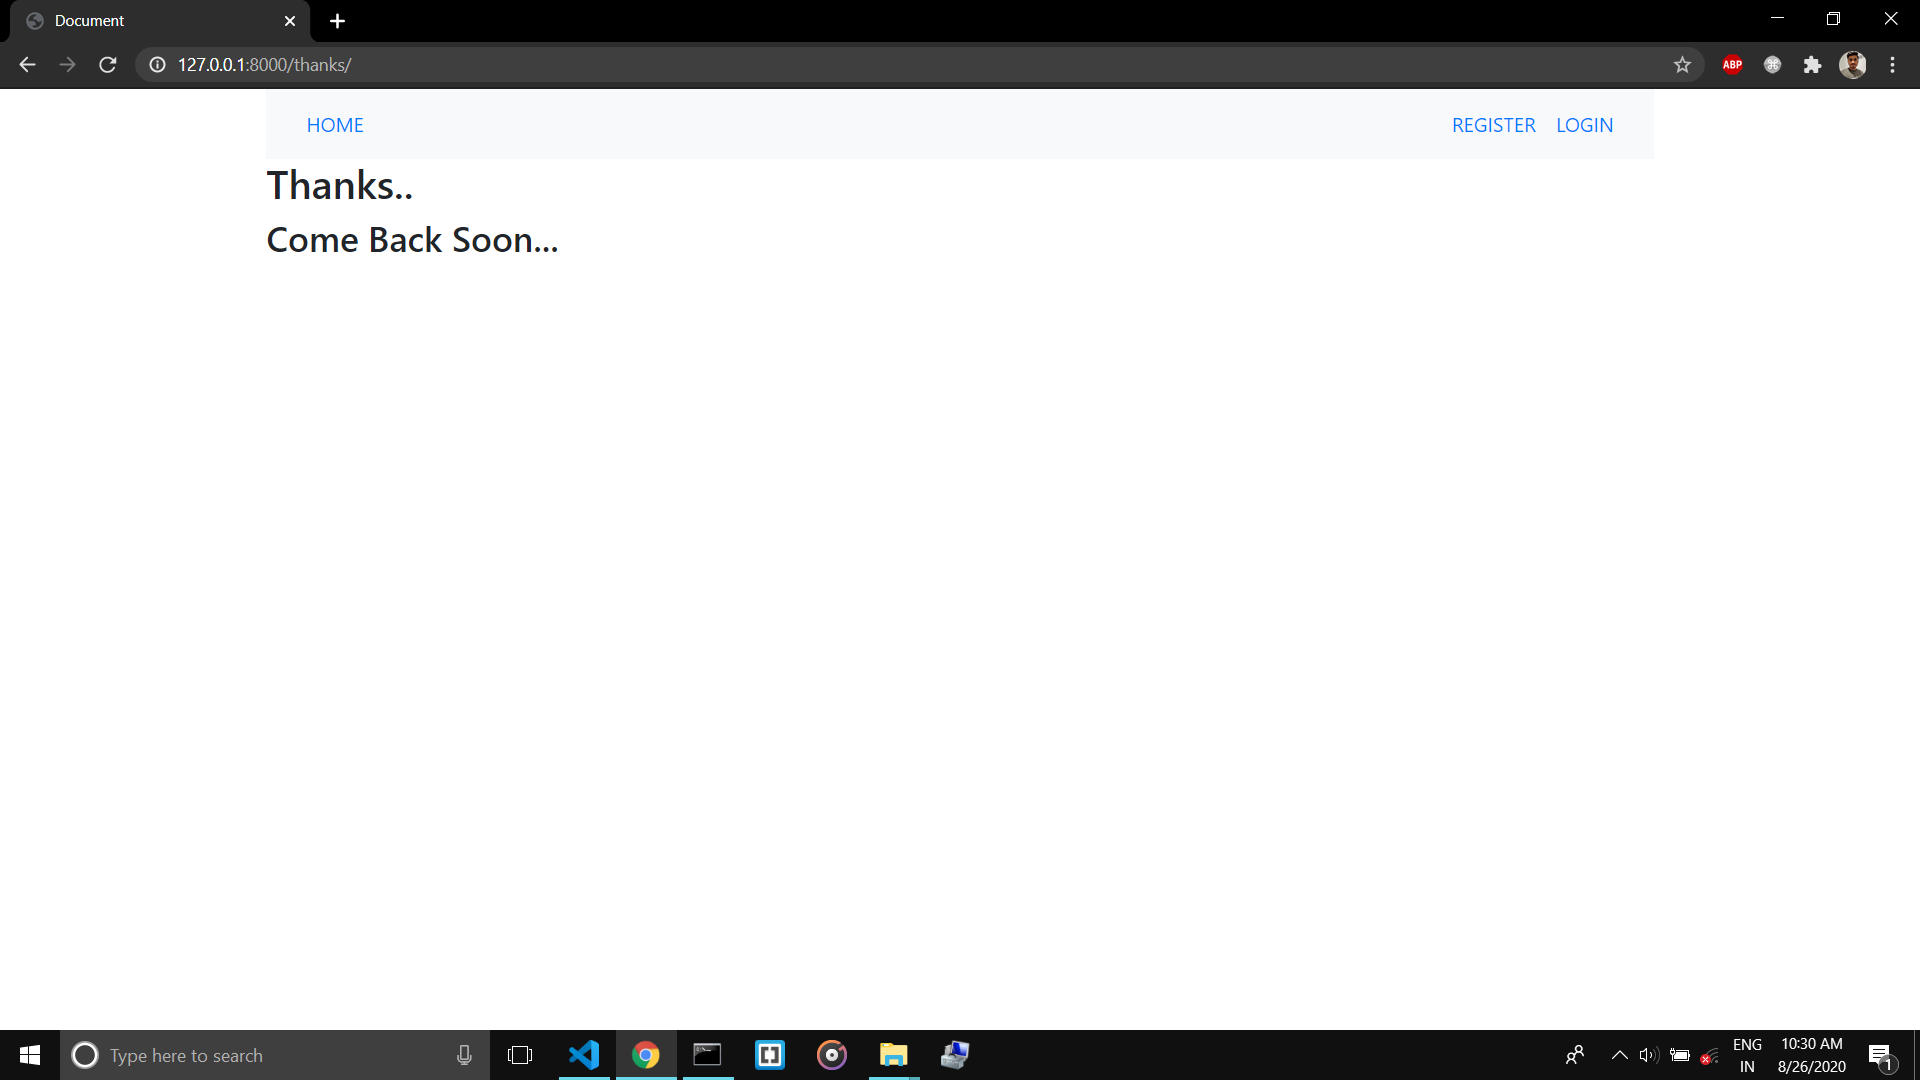 Document
127.0.0.1:8000/thanks/
ABP
HOME
REGISTER LOGIN
Thanks..
Come Back Soon...
Type here to search
ENG
IN
10:30 AM
8/26/2020
1